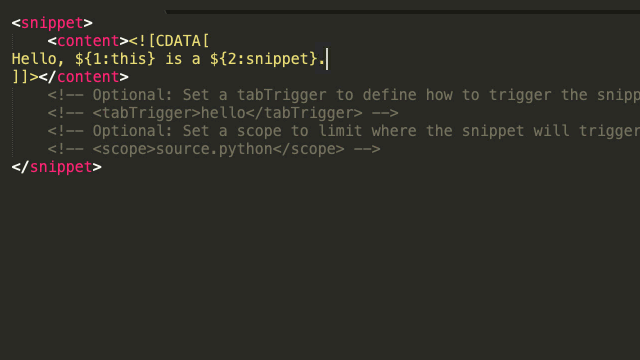 <snippet>
<content><![CDATA[
Hello, ${1:this} is a ${2:snippet}.
]]></content>
<!-- Optional: Set a tabTrigger to define how to trigger the snipp
<!-- <tabTrigger>hello</tabTrigger> -->
<!-- Optional: Set a scope to limit where the snippet will trigger
<!-- <scope>source.python</scope> -->
</snippet>